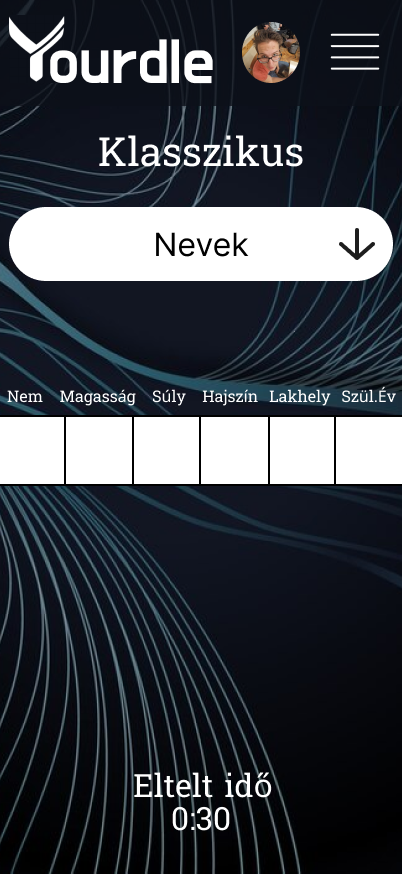 Yourdle
Klasszikus
Nevek
Nem Magasság Súly Hajszín Lakhely Szül.Év
Eltelt idő
0:30